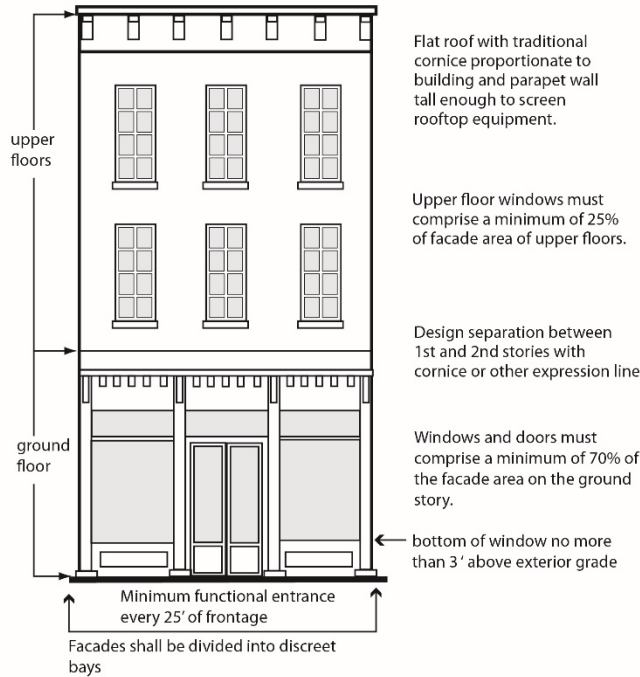 Flat roof with traditional
cornice proportionate to
building and parapet wall
tall enough to screen
rooftop equipment.
upper
floors
Upper floor windows must
comprise a minimum of 25%
of facade area of upper floors.
Design separation between
1st and 2nd stories with
cornice or other expression line
ground
floor
Windows and doors must
comprise a minimum of 70% of
the facade area on the ground
story.
bottom of window no more
than 3 ' above exterior grade
Minimum functional entrance
every 25' of frontage
Facades shall be divided into discreet
bays